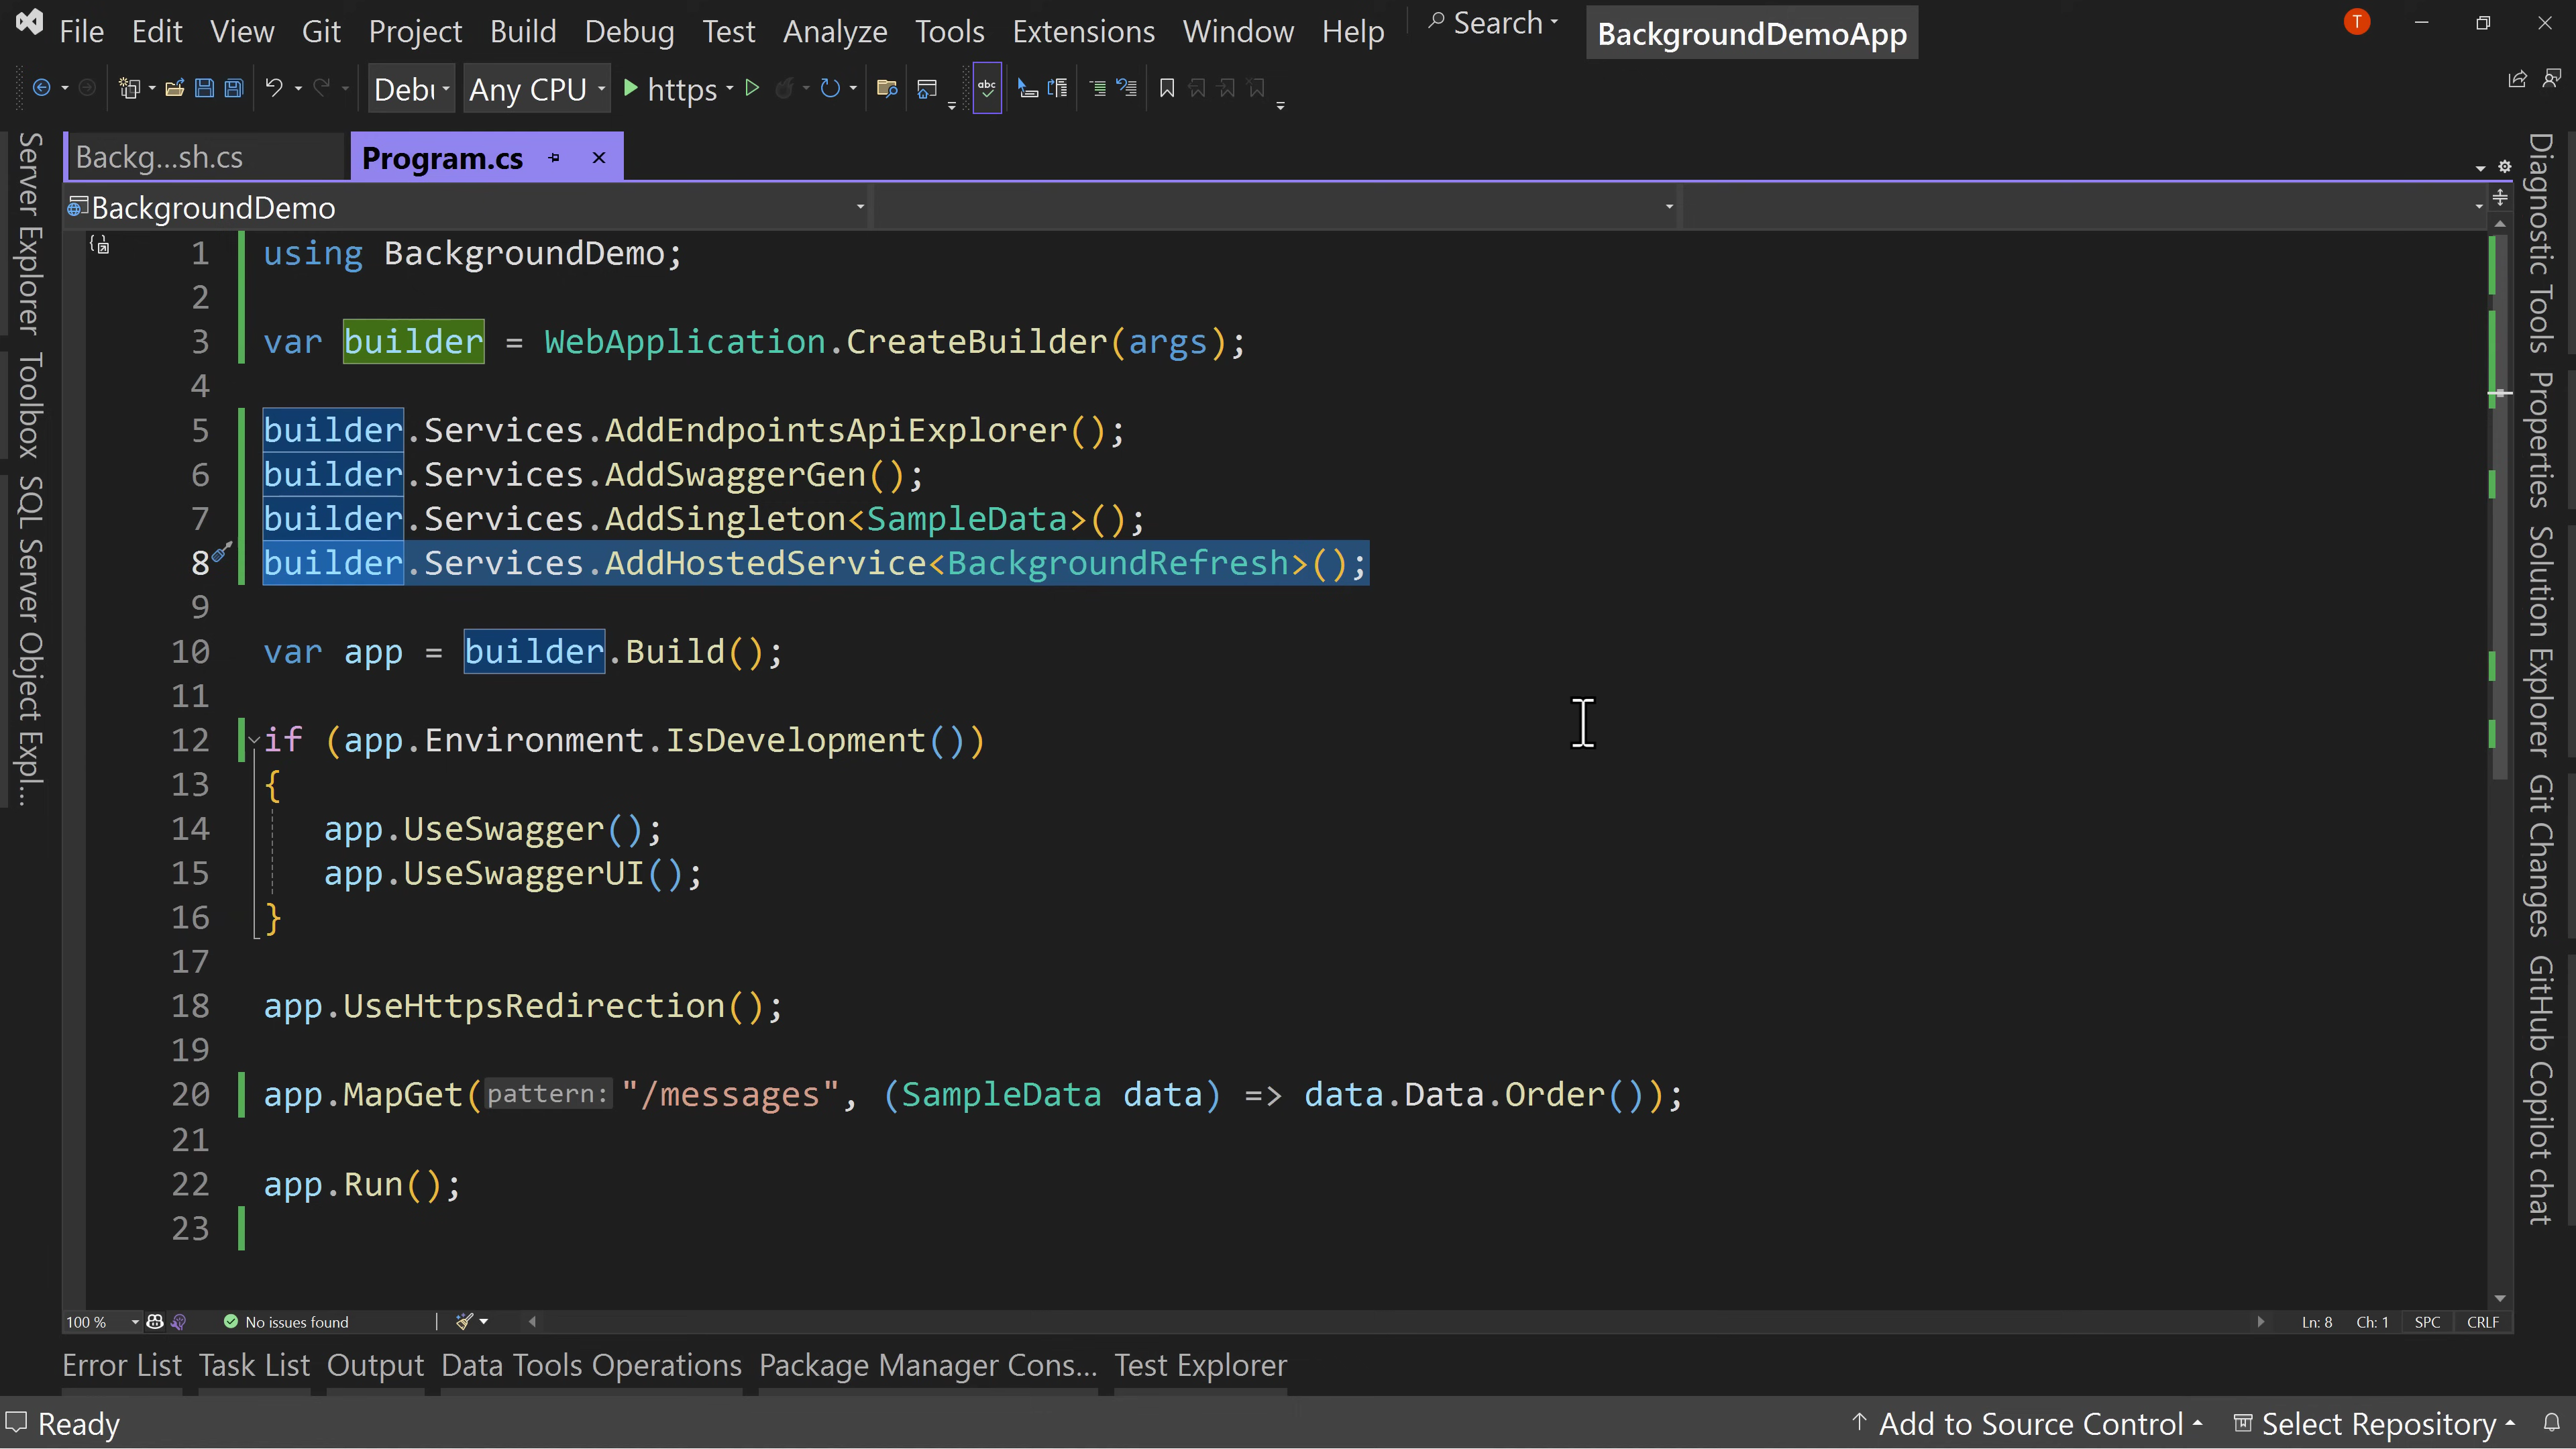 File Edit View Git Project Build Debug Test Analyze Tools Extensions Window Help Search BackgroundDemoApp T
Any CPU https abc
Backg...sh.cs Program.cs
BackgroundDemo
1 using BackgroundDemo;
2
3 var builder = WebApplication.CreateBuilder(args);
4
5 builder.Services.AddEndpointsApiExplorer();
6 builder.Services.AddSwaggerGen();
7 builder.Services.AddSingleton<SampleData>();
8 builder.Services.AddHostedService<BackgroundRefresh>();
9
10 var app = builder.Build();
11
12 if (app.Environment.IsDevelopment())
13 {
14 app.UseSwagger();
15 app.UseSwaggerUI();
16 }
17
18 app.UseHttpsRedirection();
19
20 app.MapGet(pattern: "/messages", (SampleData data) => data.Data.Order());
21
22 app.Run();
23
Server Explorer
Toolbox
SQL Server Object Expl...
Diagnostic Tools
Properties
Solution Explorer
Git Changes
GitHub Copilot chat
100 % No issues found Ln: 8 Ch: 1 SPC CRLF
Error List Task List Output Data Tools Operations Package Manager Cons... Test Explorer
Ready Add to Source Control Select Repository